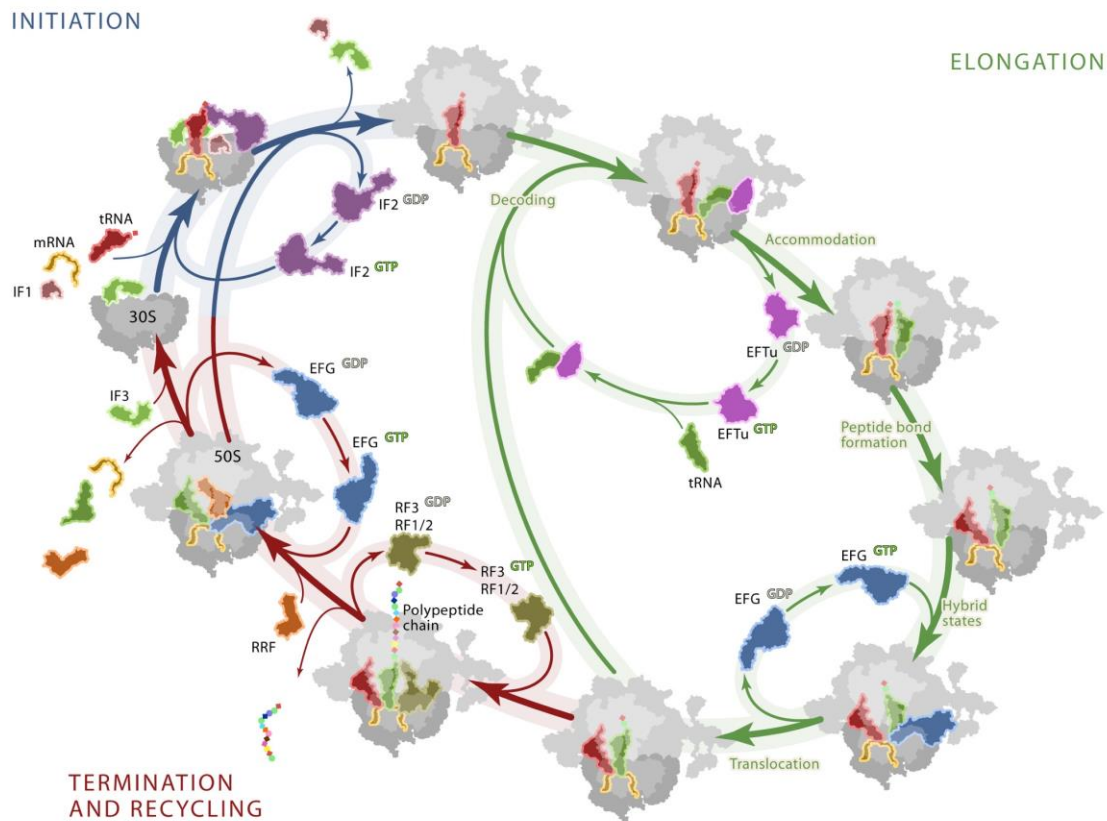 INITIATION
ELONGATION
tRNA
mRNA
IF1
30S
IF2 GDP
IF2 GTP
Decoding
Accommodation
EFTu GDP
EFTu GTP
tRNA
Peptide bond
formation
IF3
50S
EFG GDP
EFG GTP
RF3 GDP
RF1/2
RF3 GTP
RF1/2
Polypeptide
chain
RRF
EFG GTP
EFG GDP
Hybrid
states
Translocation
TERMINATION
AND RECYCLING